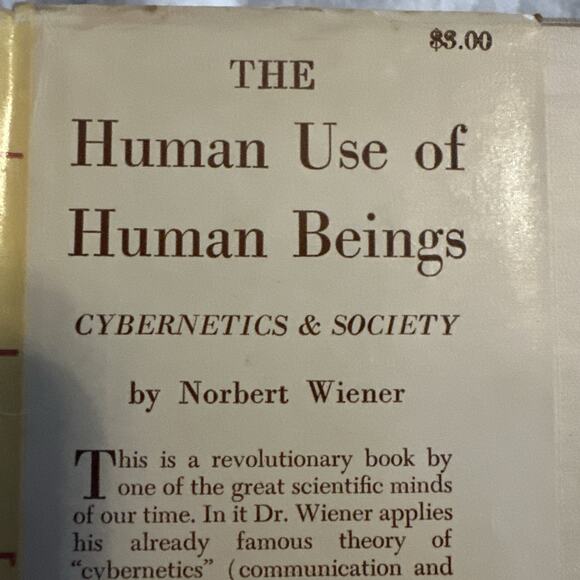 $3.00
THE
Human Use of
Human Beings
CYBERNETICS & SOCIETY
by Norbert Wiener
This is a revolutionary book by
one of the great scientific minds
of our time. In it Dr. Wiener applies
his already famous theory of
“cybernetics” (communication and